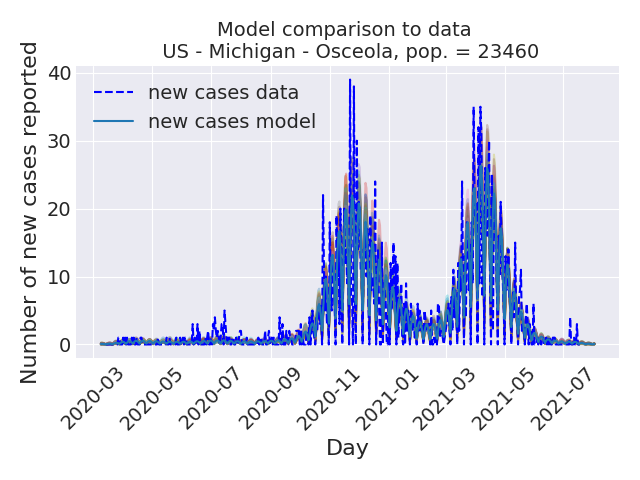 Model comparison to data
US - Michigan - Osceola, pop. = 23460
Number of new cases reported
40
30
20
10
0
new cases data
new cases model
2020-03
2020-05
2020-07
2020-09
2020-11
2021-01
2021-03
2021-05
2021-07
Day